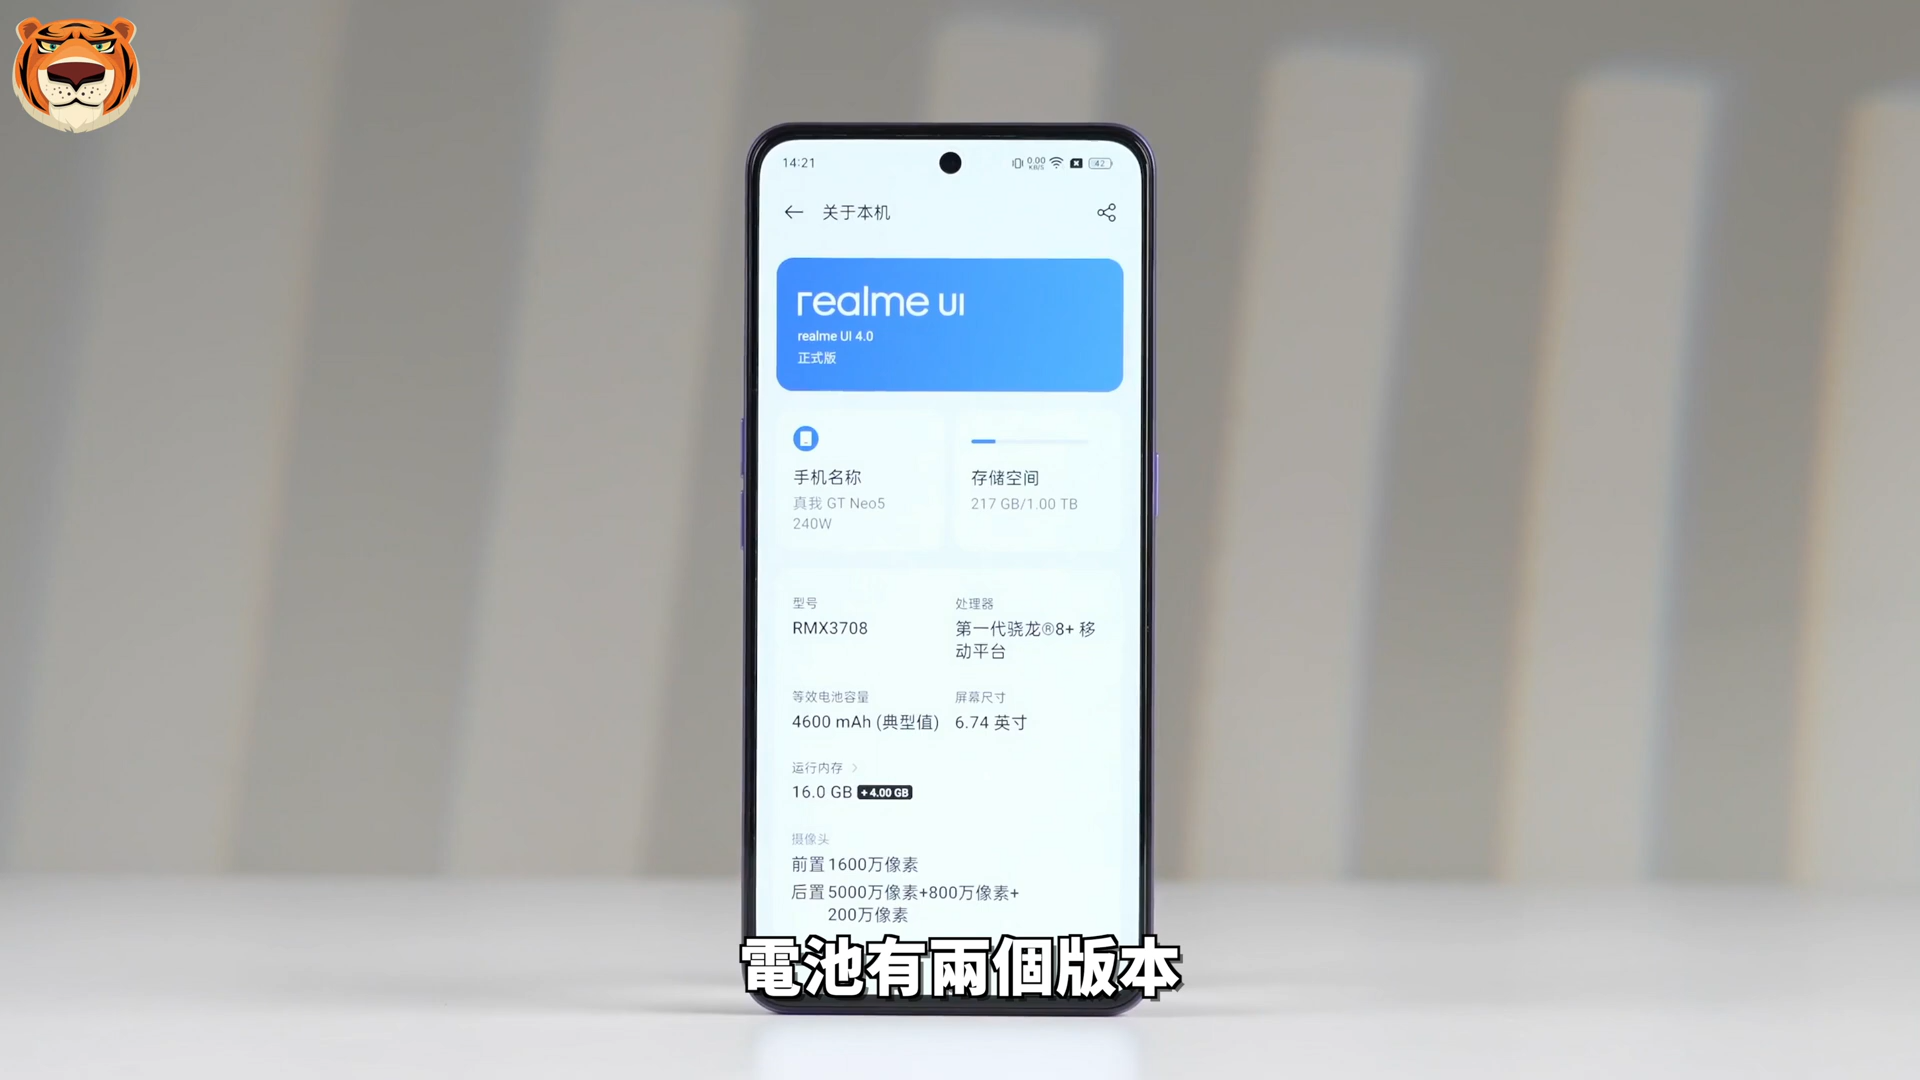 14:21
0.00
KB/S
42
关于本机
realme UI
realme UI 4.0
正式版
手机名称
真我 GT Neo5
240W
存储空间
217 GB/1.00 TB
型号
RMX3708
处理器
第一代骁龙®8+ 移
动平台
等效电池容量
4600 mAh (典型值)
屏幕尺寸
6.74 英寸
运行内存
16.0 GB +4.00 GB
摄像头
前置1600万像素
后置5000万像素+800万像素+
200万像素
電池有兩個版本